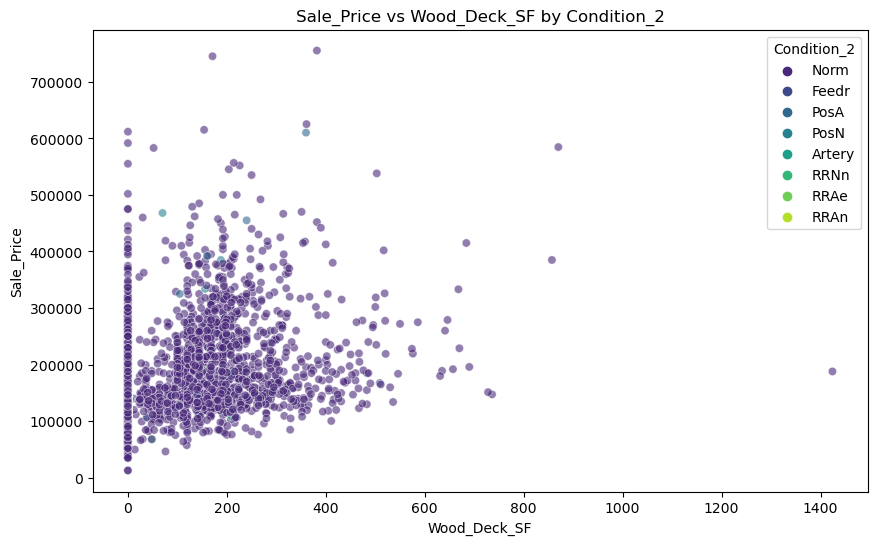 Sale_Price vs Wood_Deck_SF by Condition_2
Condition_2
Norm
Feedr
PosA
PosN
Artery
RRNn
RRAe
RRAn
Sale_Price
700000
600000
500000
400000
300000
200000
100000
0
0 200 400 600 800 1000 1200 1400
Wood_Deck_SF